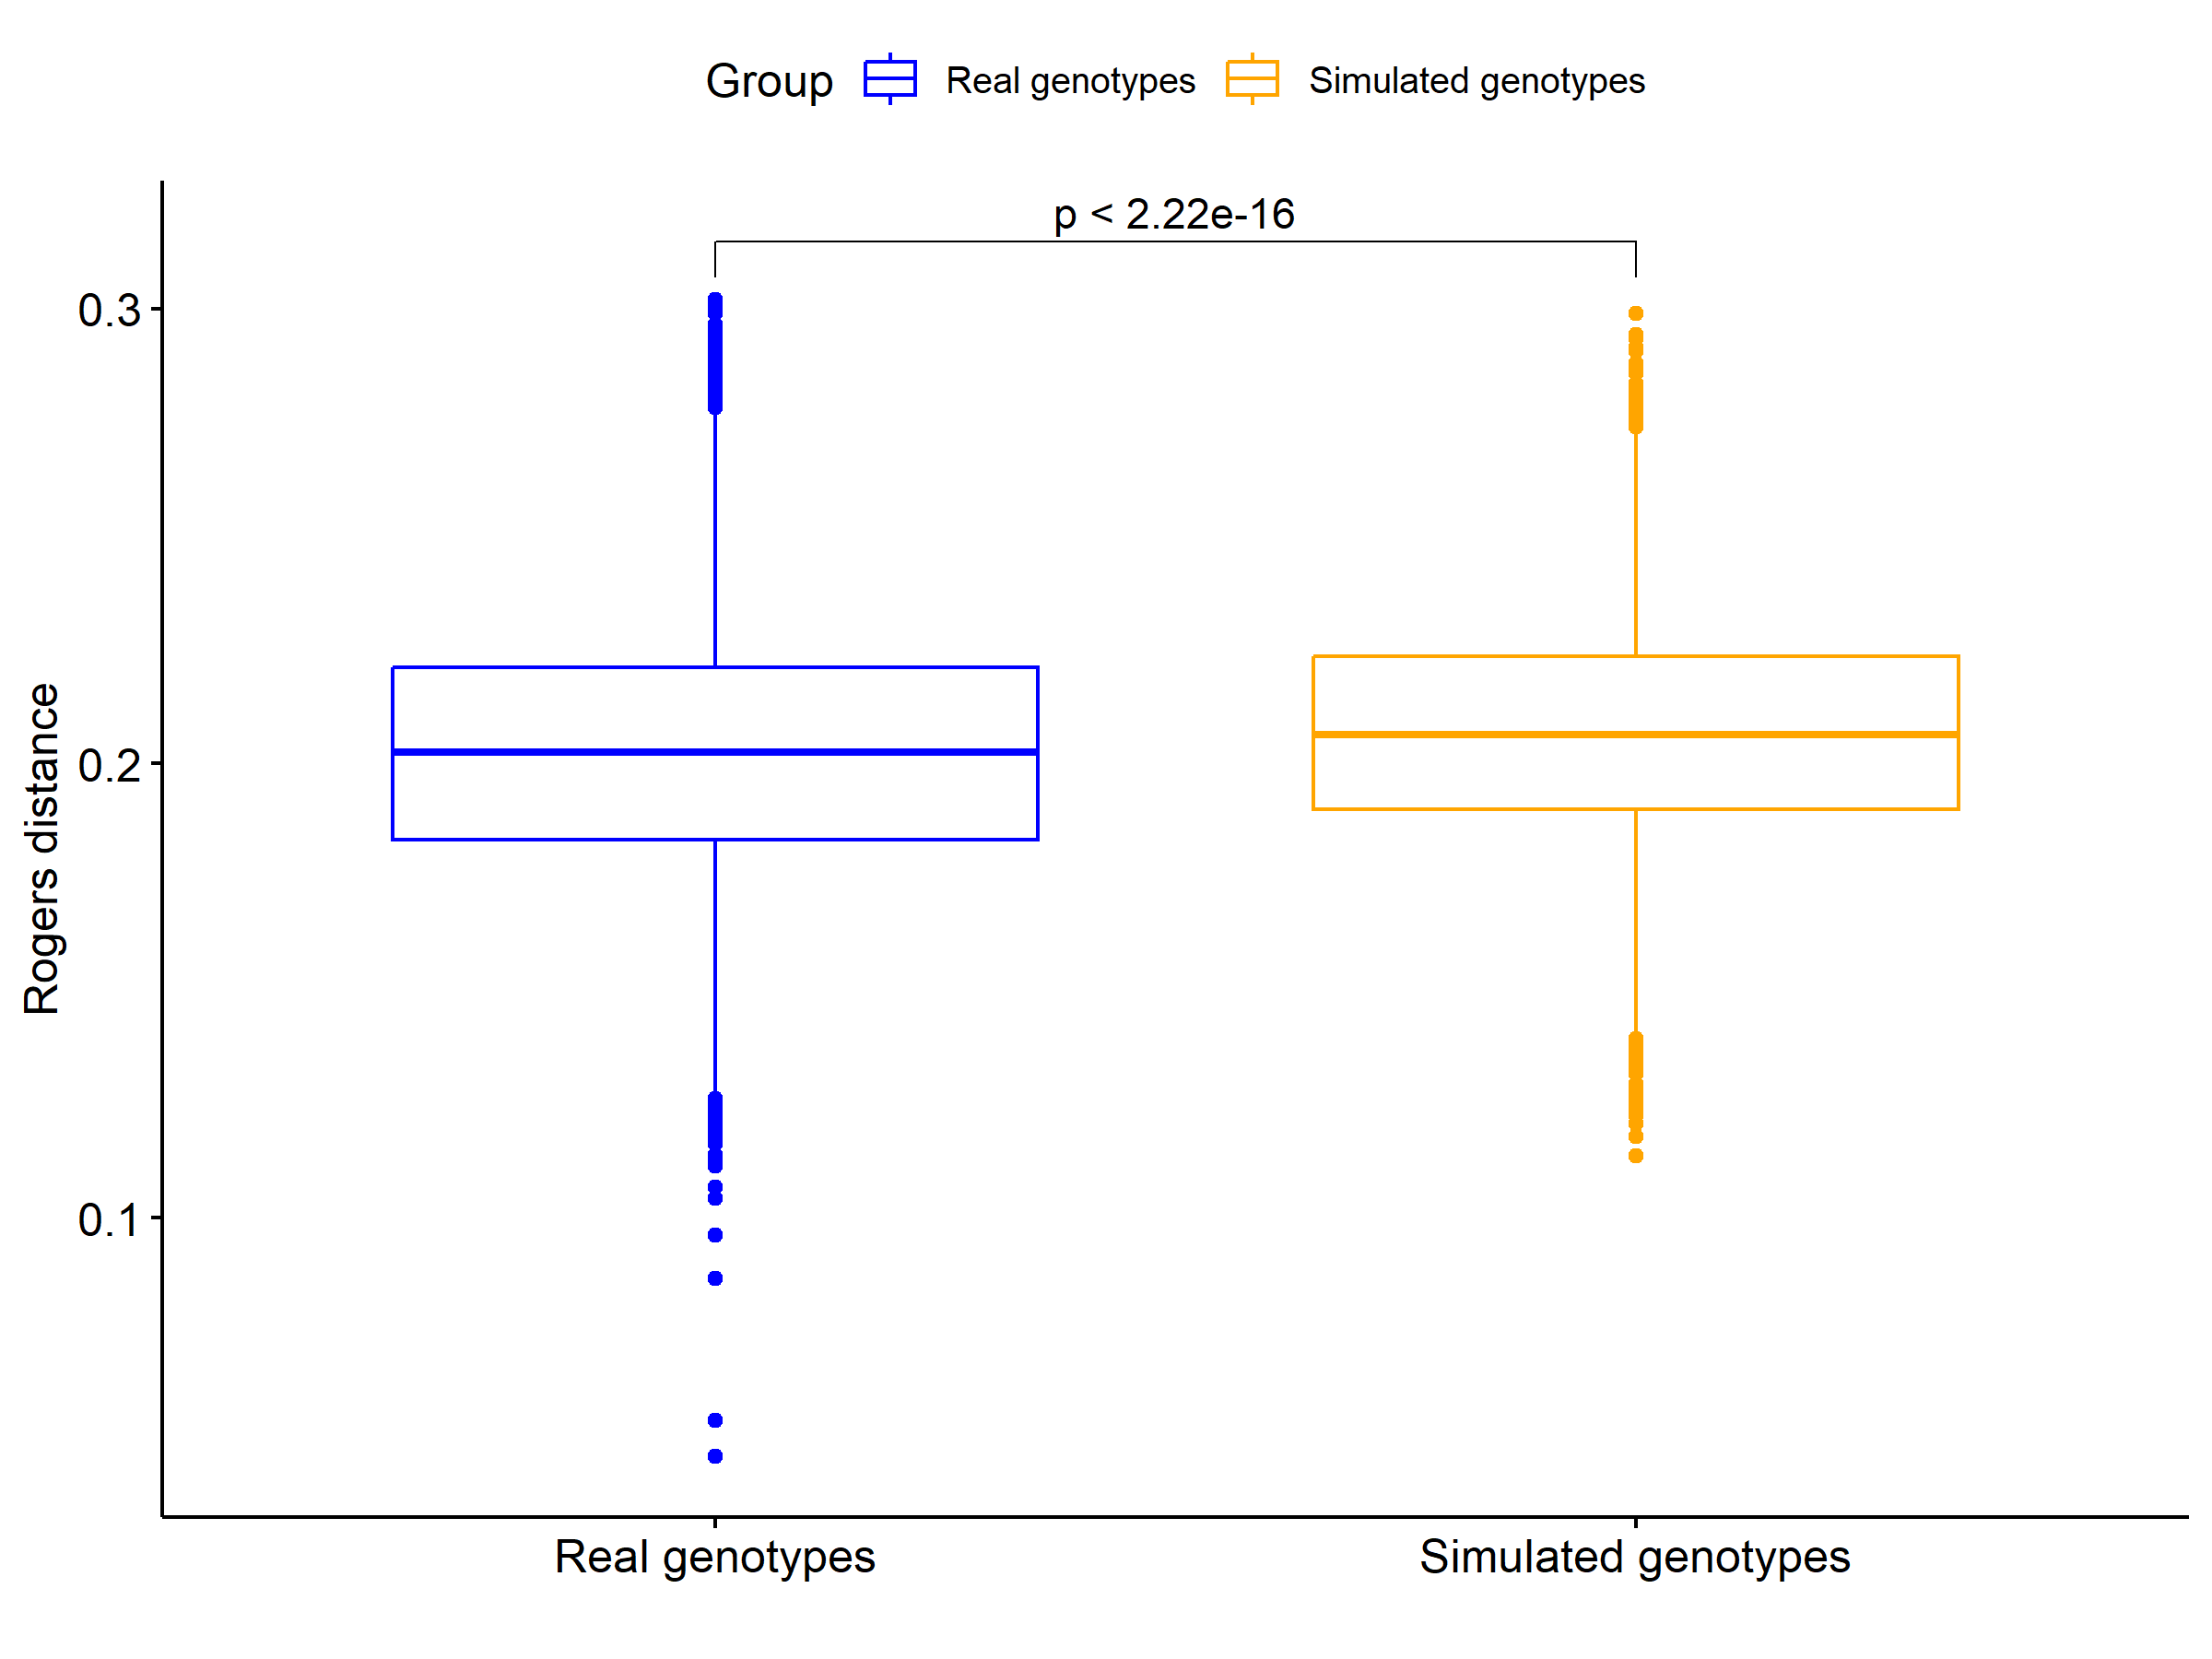 Group Real genotypes Simulated genotypes
p < 2.22e-16
0.3
0.2
0.1
Rogers distance
Real genotypes Simulated genotypes